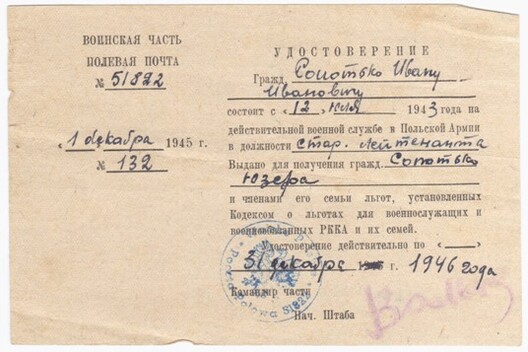 ВОИНСКАЯ ЧАСТЬ
ПОЛЕВАЯ ПОЧТА
№ 51822
„1 декабря 1945 г.
№ 132
УДОСТОВЕРЕНИЕ
Гражд. Сопотько Ивану
Ивановичу
состоит с „12" мая 1943 года на
действительной военной службе в Польской Армии
в должности стар. лейтенанта
Выдано для получения гражд. Сопотько
Юзефа
и членами его семьи льгот, установленных
Кодексом о льготах для военнослужащих и
военнообязанных РККА и их семей.
Удостоверение действительно по „ "
31 декабря г. 1946 года
Командир части
Нач. Штаба
51822